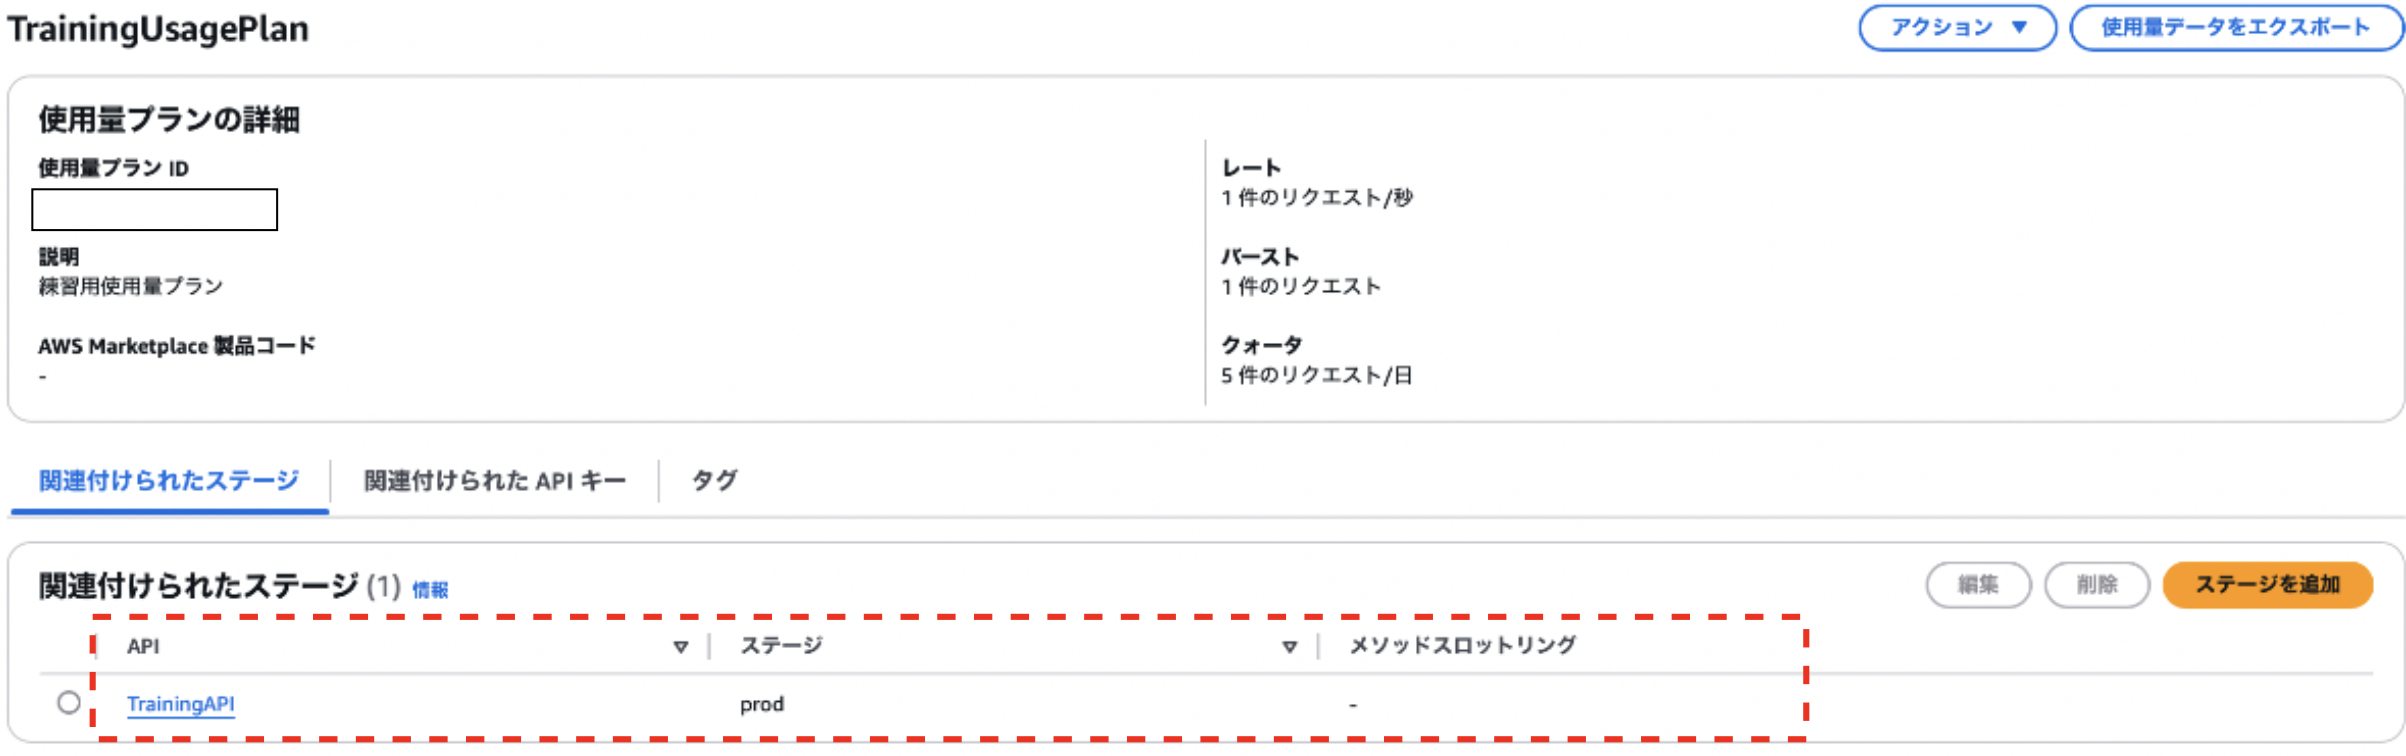 TrainingUsagePlan
アクション ▼
使用量データをエクスポート
使用量プランの詳細
使用量プラン ID
説明
練習用使用量プラン
AWS Marketplace 製品コード
-
レート
1 件のリクエスト/秒
バースト
1 件のリクエスト
クォータ
5 件のリクエスト/日
関連付けられたステージ
関連付けられた API キー
タグ
関連付けられたステージ (1) 情報
編集
削除
ステージを追加
API
ステージ
メソッドスロットリング
TrainingAPI
prod
-